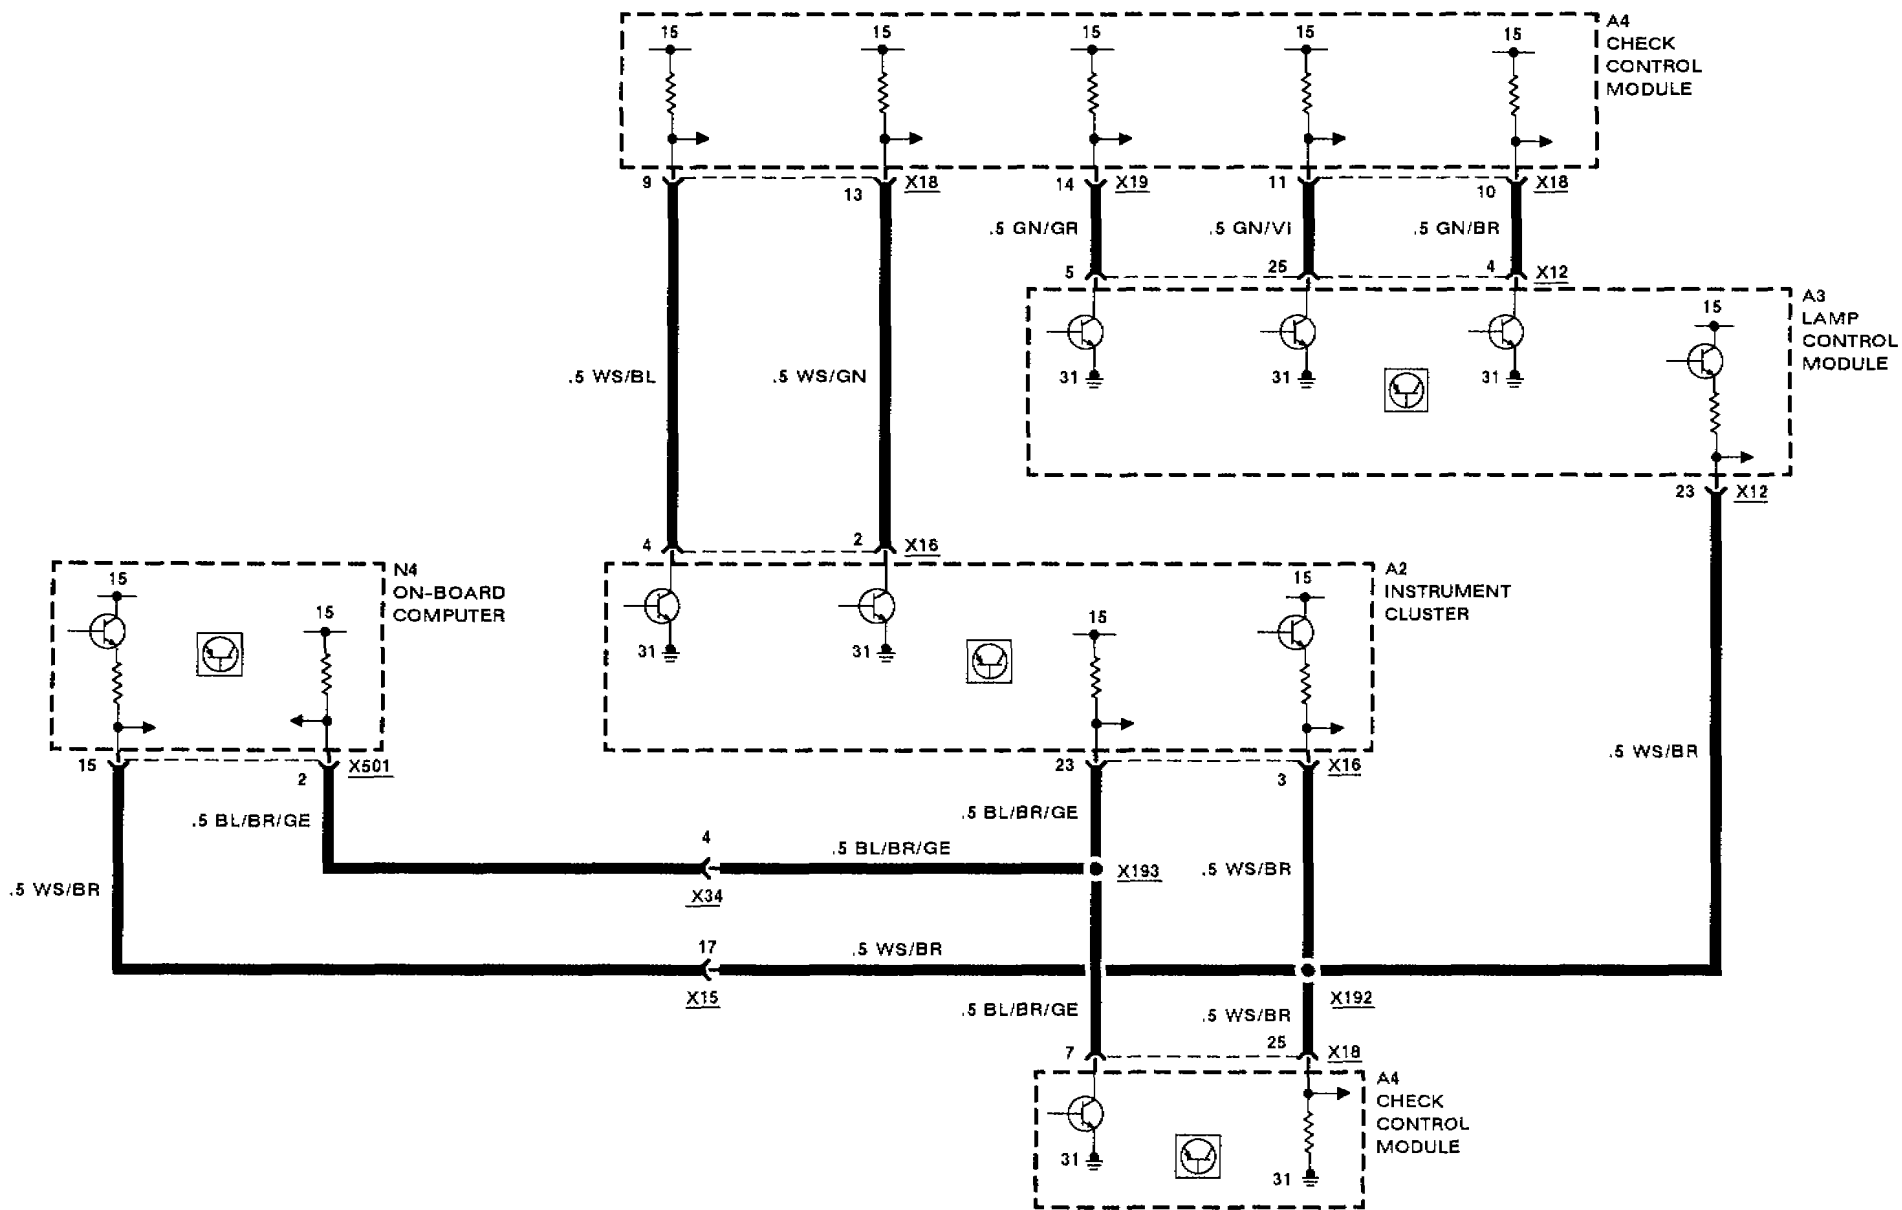 A4
CHECK
CONTROL
MODULE
15 15 15 15 15
9 13 X18 14 X19 11 10 X18
.5 GN/GR .5 GN/VI .5 GN/BR
5 25 4 X12
A3
LAMP
CONTROL
MODULE
15
31 31 31
.5 WS/BL .5 WS/GN
23 X12
4 2 X16
N4
ON-BOARD
COMPUTER
15 15
A2
INSTRUMENT
CLUSTER
15 15
31 31
15 2 X501
23 3 X16
.5 WS/BR
.5 BL/BR/GE .5 BL/BR/GE
4 .5 BL/BR/GE
X34
X193
.5 WS/BR
.5 WS/BR
17 .5 WS/BR
X15
X192
.5 BL/BR/GE .5 WS/BR
7 25 X18
A4
CHECK
CONTROL
MODULE
31 31